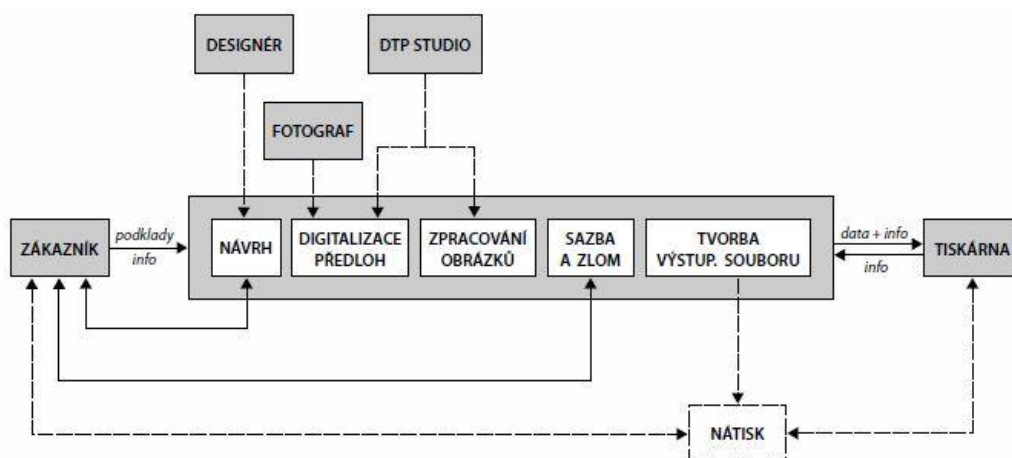 DESIGNÉR
DTP STUDIO
FOTOGRAF
ZÁKAZNÍK
podklady
info
NÁVRH
DIGITALIZACE
PŘEDLOH
ZPRACOVÁNÍ
OBRÁZKŮ
SAZBA
A ZLOM
TVORBA
VÝSTUP. SOUBORU
data + info
info
TISKÁRNA
NÁTISK